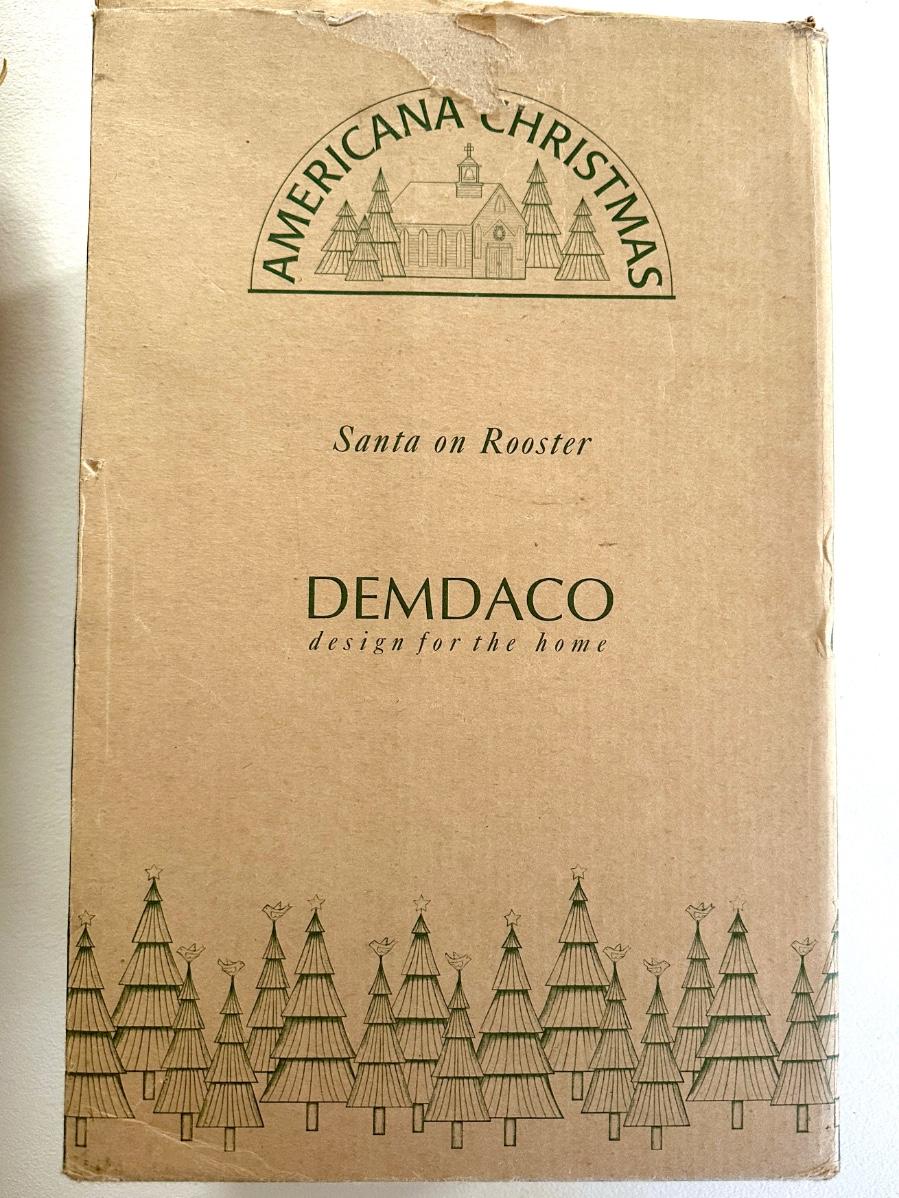 AMERICANA CHRISTMAS
Santa on Rooster
DEMDACO
design for the home